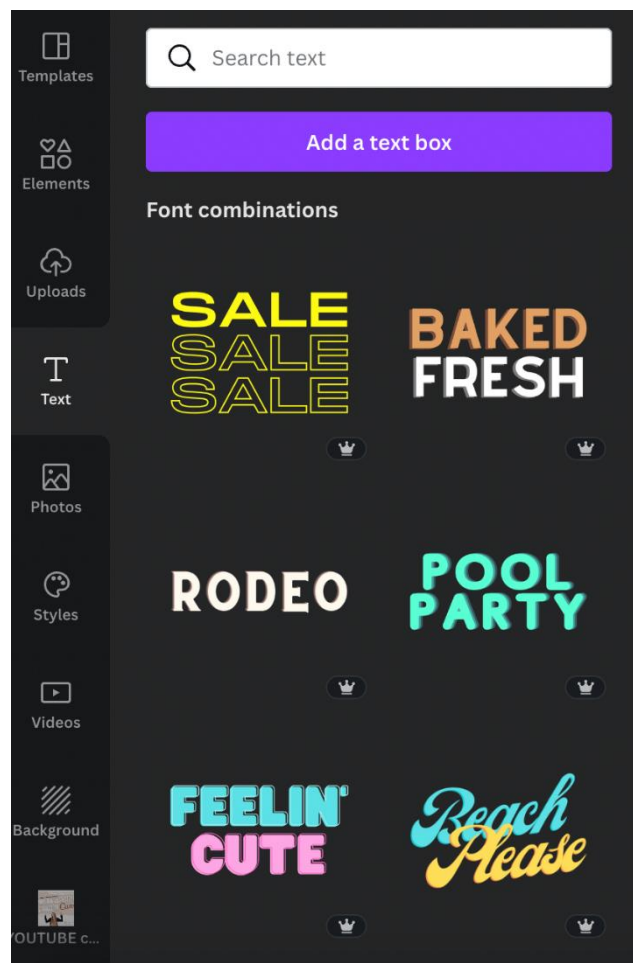 Templates
Elements
Uploads
Text
Photos
Styles
Videos
Background
YOUTUBE c...
Search text
Add a text box
Font combinations
SALE
SALE
SALE
BAKED
FRESH
RODEO
POOL
PARTY
FEELIN'
CUTE
Beach
Please